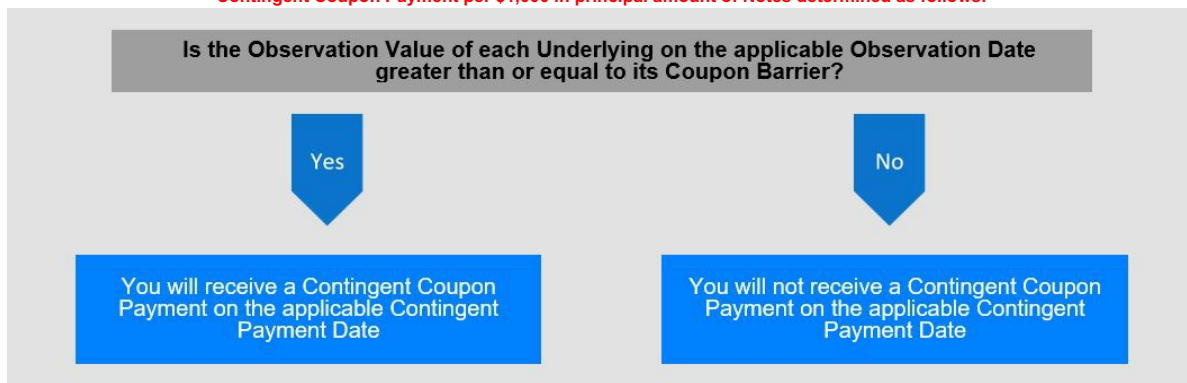 Contingent Coupon Payment per $1,000 in principal amount of Notes determined as follows:
Is the Observation Value of each Underlying on the applicable Observation Date
greater than or equal to its Coupon Barrier?
Yes
No
You will receive a Contingent Coupon
Payment on the applicable Contingent
Payment Date
You will not receive a Contingent Coupon
Payment on the applicable Contingent
Payment Date